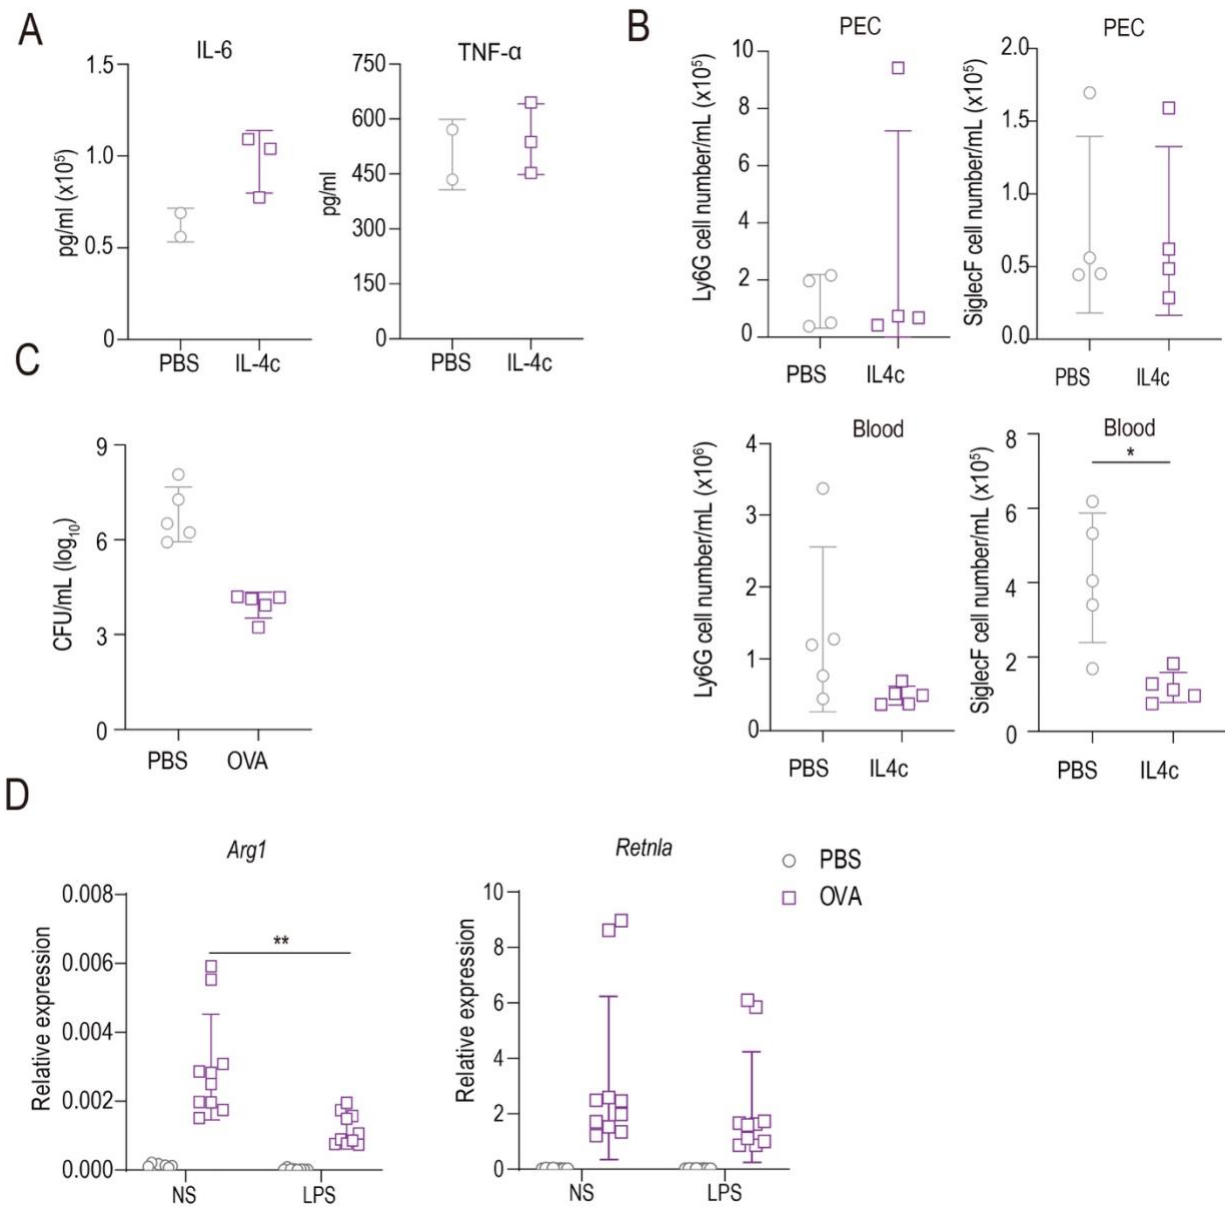 A
IL-6
pg/ml (x10⁵)
1.5
1.0
0.5
0
PBS
IL-4c
TNF-α
pg/ml
750
600
450
300
150
0
PBS
IL-4c
B
PEC
Ly6G cell number/mL (x10⁵)
10
8
6
4
2
0
PBS
IL4c
PEC
SiglecF cell number/mL (x10⁵)
2.0
1.5
1.0
0.5
0.0
PBS
IL4c
Blood
Ly6G cell number/mL (x10⁶)
4
3
2
1
0
PBS
IL4c
Blood
*
SiglecF cell number/mL (x10⁵)
8
6
4
2
0
PBS
IL4c
C
CFU/mL (log₁₀)
9
6
3
0
PBS
OVA
D
Arg1
**
Relative expression
0.008
0.006
0.004
0.002
0.000
NS
LPS
Retnla
Relative expression
10
8
6
4
2
0
NS
LPS
PBS
OVA